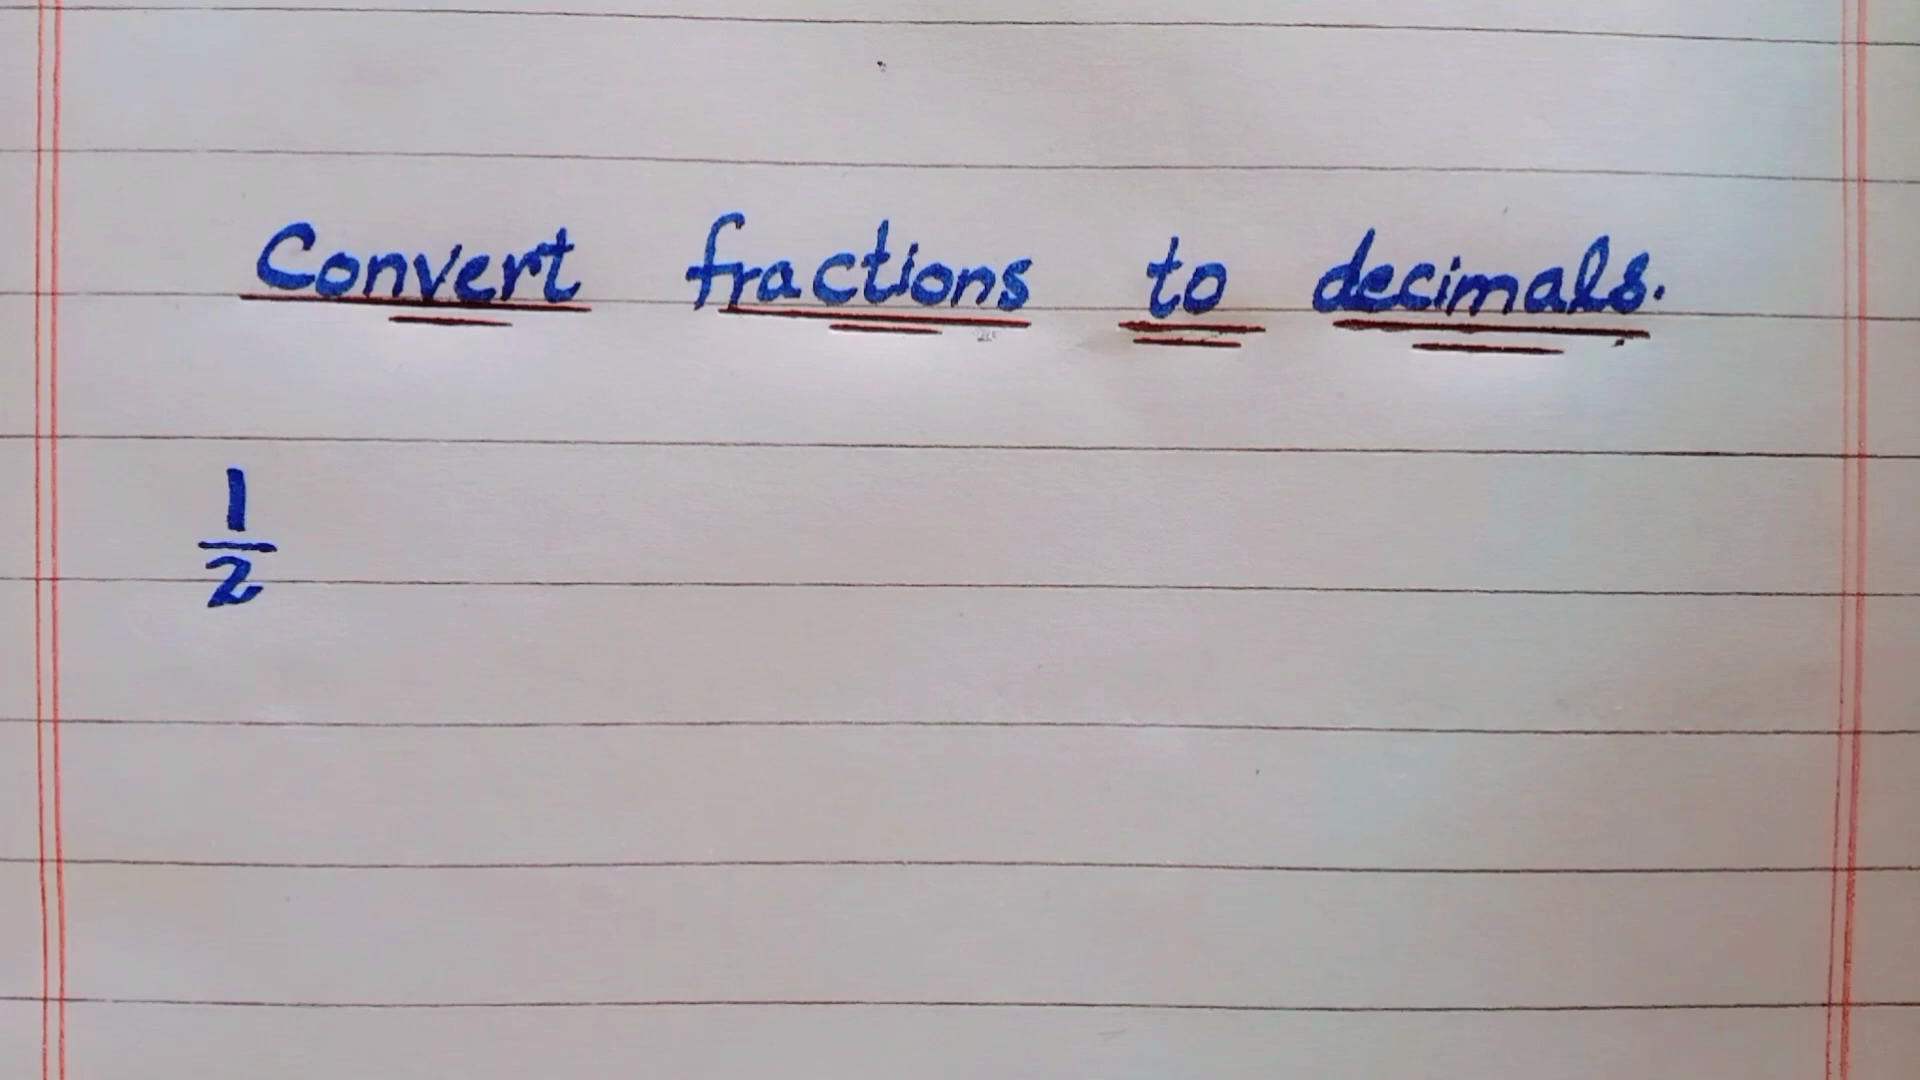 Convert fractions to decimals.
1/2